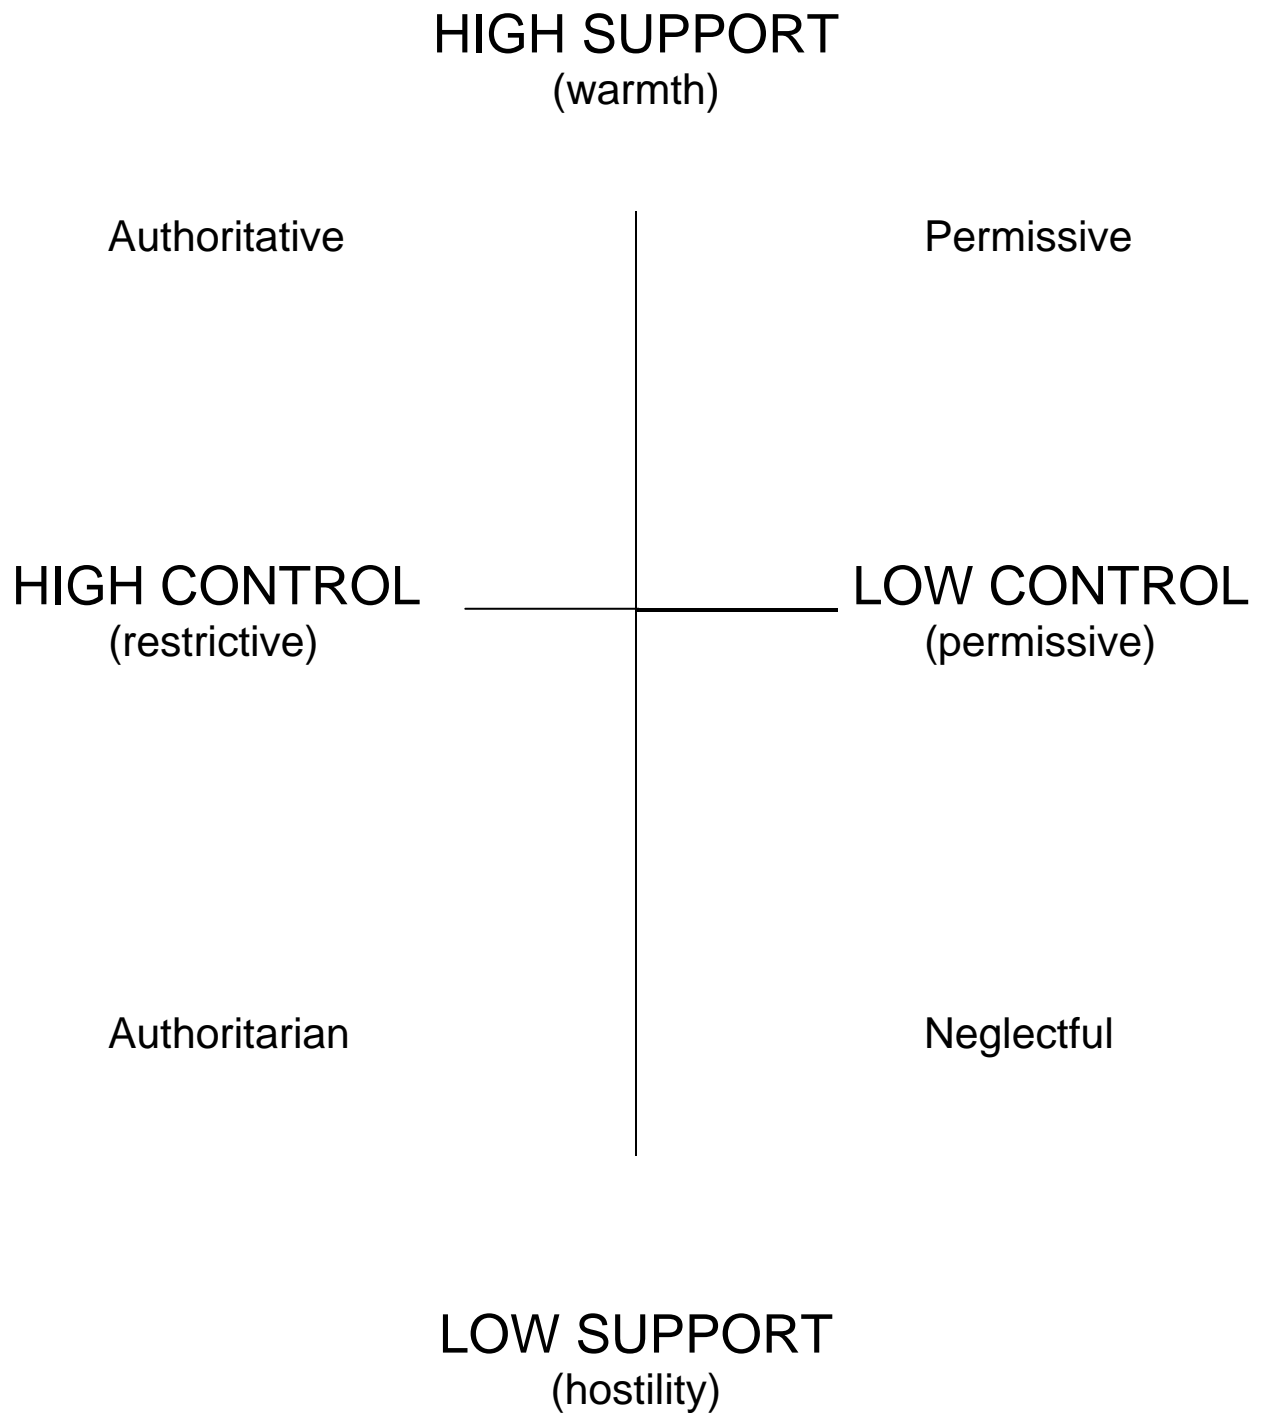 HIGH SUPPORT
(warmth)
Authoritative
Permissive
HIGH CONTROL
(restrictive)
LOW CONTROL
(permissive)
Authoritarian
Neglectful
LOW SUPPORT
(hostility)